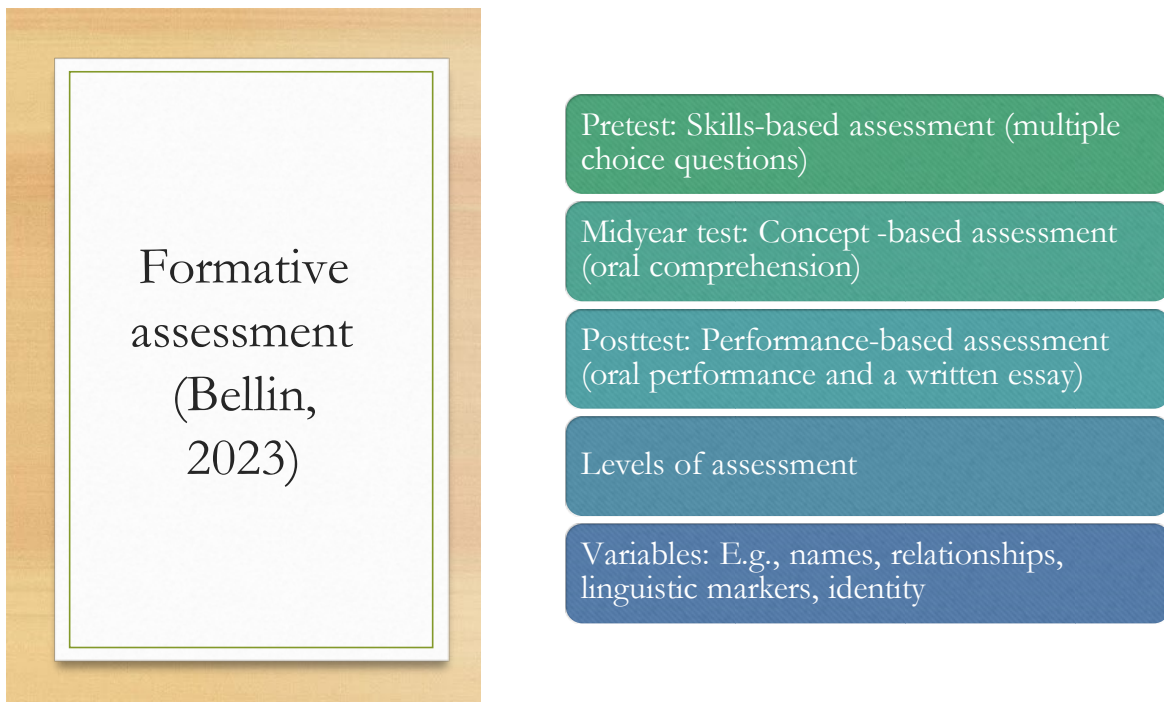 Formative
assessment
(Bellin,
2023)
Pretest: Skills-based assessment (multiple
choice questions)
Midyear test: Concept -based assessment
(oral comprehension)
Posttest: Performance-based assessment
(oral performance and a written essay)
Levels of assessment
Variables: E.g., names, relationships,
linguistic markers, identity